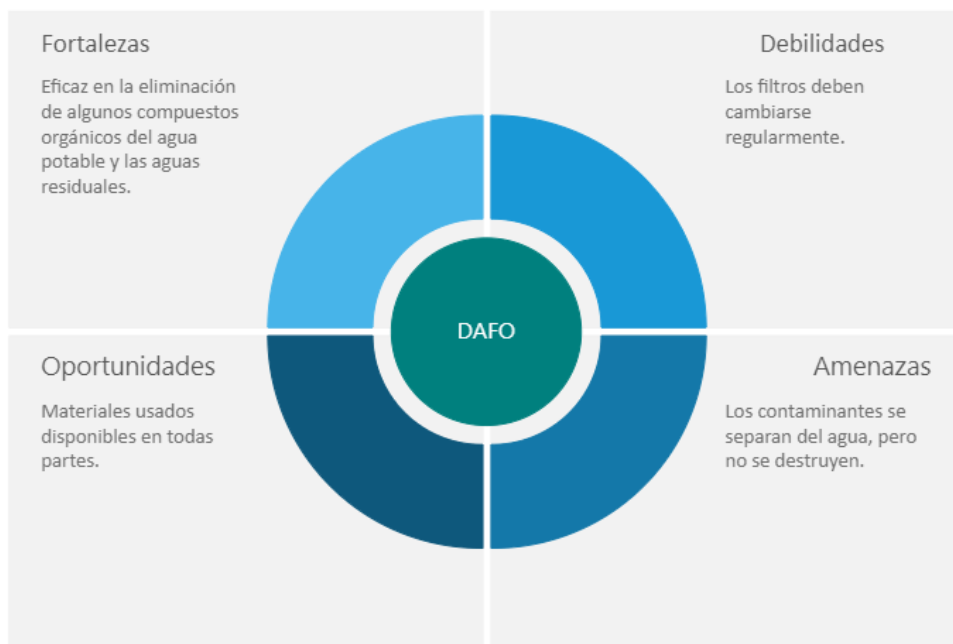 Fortalezas
Eficaz en la eliminación
de algunos compuestos
orgánicos del agua
potable y las aguas
residuales.
Debilidades
Los filtros deben
cambiarse
regularmente.
DAFO
Oportunidades
Materiales usados
disponibles en todas
partes.
Amenazas
Los contaminantes se
separan del agua, pero
no se destruyen.